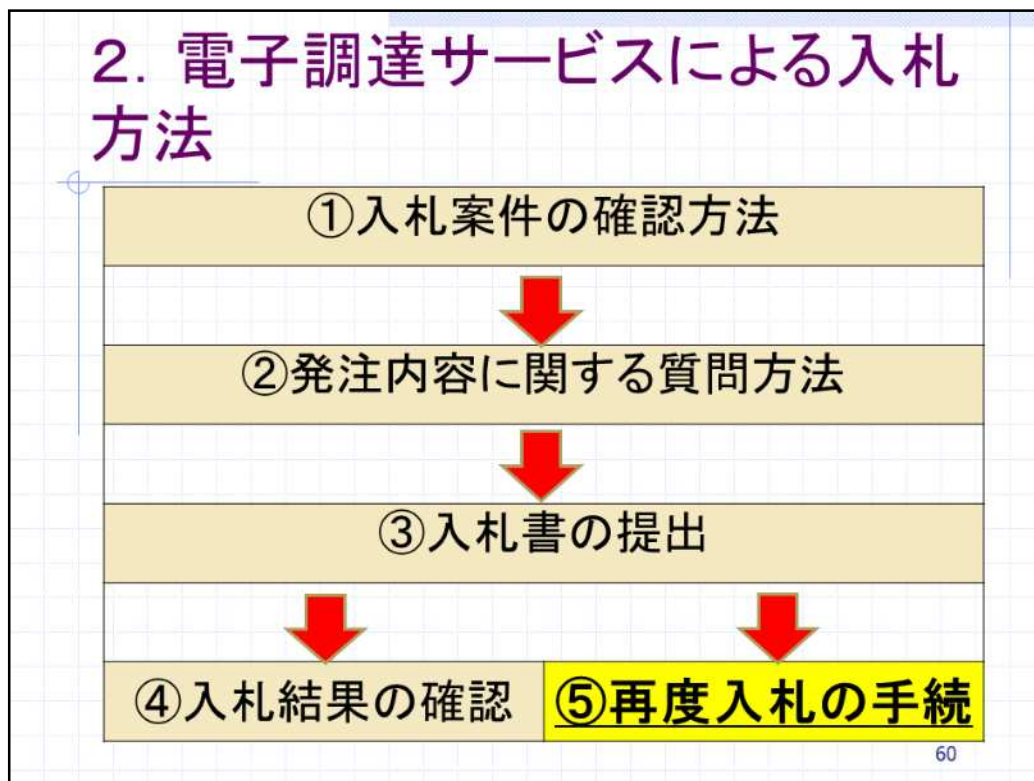 ２．電子調達サービスによる入札
方法
①入札案件の確認方法
②発注内容に関する質問方法
③入札書の提出
④入札結果の確認
⑤再度入札の手続
60